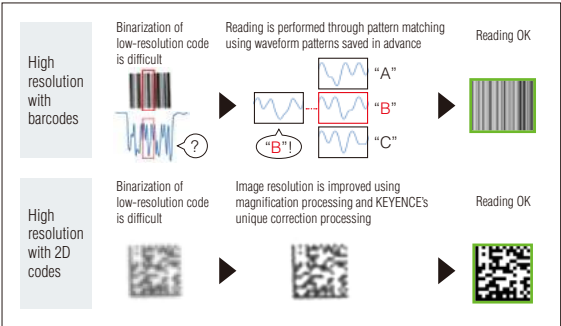 High
resolution
with
barcodes
Binarization of
low-resolution code
is difficult
?
Reading is performed through pattern matching
using waveform patterns saved in advance
"B"!
"A"
"B"
"C"
Reading OK
High
resolution
with 2D
codes
Binarization of
low-resolution code
is difficult
Image resolution is improved using
magnification processing and KEYENCE's
unique correction processing
Reading OK